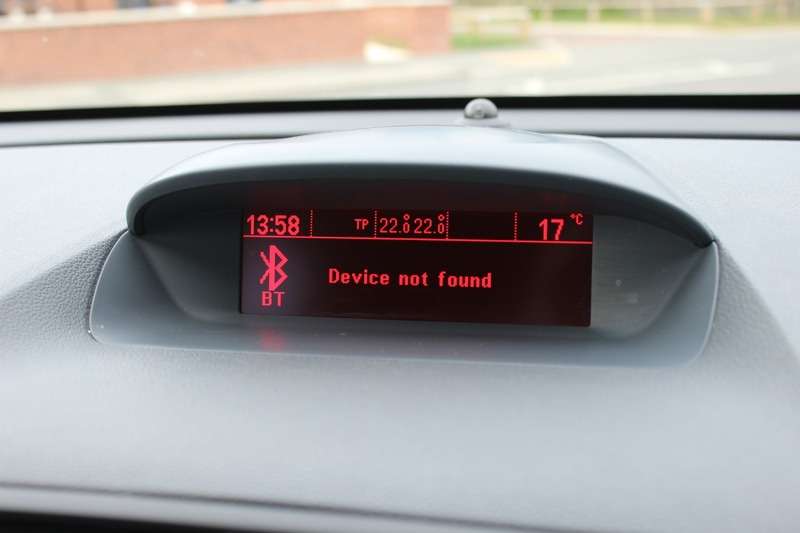 13:58 TP 22.0° 22.0° 17 °C
Device not found
BT